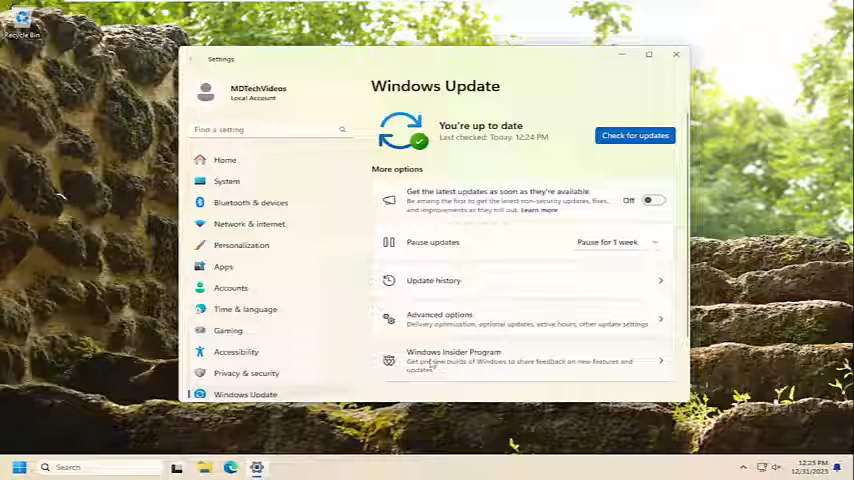 Recycle Bin
Settings
MDTechVideos
Local Account
Find a setting
Home
System
Bluetooth & devices
Network & internet
Personalization
Apps
Accounts
Time & language
Gaming
Accessibility
Privacy & security
Windows Update
Windows Update
You're up to date
Last checked: Today, 12:24 PM
Check for updates
More options
Get the latest updates as soon as they're available
Be among the first to get the latest non-security updates, fixes,
and improvements as they roll out. Learn more
Off
Pause updates
Pause for 1 week
Update history
Advanced options
Delivery optimization, optional updates, active hours, other update settings
Windows Insider Program
Get preview builds of Windows to share feedback on new features and
updates
Search
12:25 PM
12/31/2023